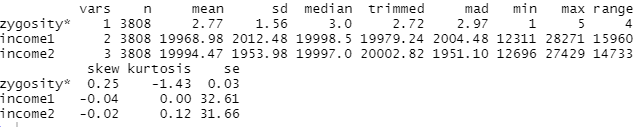 vars n mean sd median trimmed mad min max range
zygosity* 1 3808 2.77 1.56 3.0 2.72 2.97 1 5 4
income1 2 3808 19968.98 2012.48 19998.5 19979.24 2004.48 12311 28271 15960
income2 3 3808 19994.47 1953.98 19997.0 20002.82 1951.10 12696 27429 14733
skew kurtosis se
zygosity* 0.25 -1.43 0.03
income1 -0.04 0.00 32.61
income2 -0.02 0.12 31.66